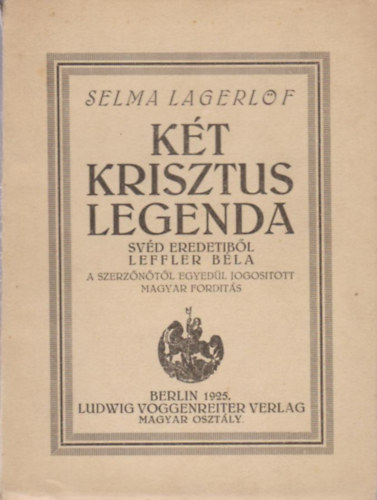 SELMA LAGERLÖF
KÉT
KRISZTUS
LEGENDA
SVÉD EREDETIBŐL
LEFFLER BÉLA
A SZERZŐNŐTŐL EGYEDÜL JOGOSITOTT
MAGYAR FORDITÁS
BERLIN 1925.
LUDWIG VOGGENREITER VERLAG
MAGYAR OSZTÁLY.